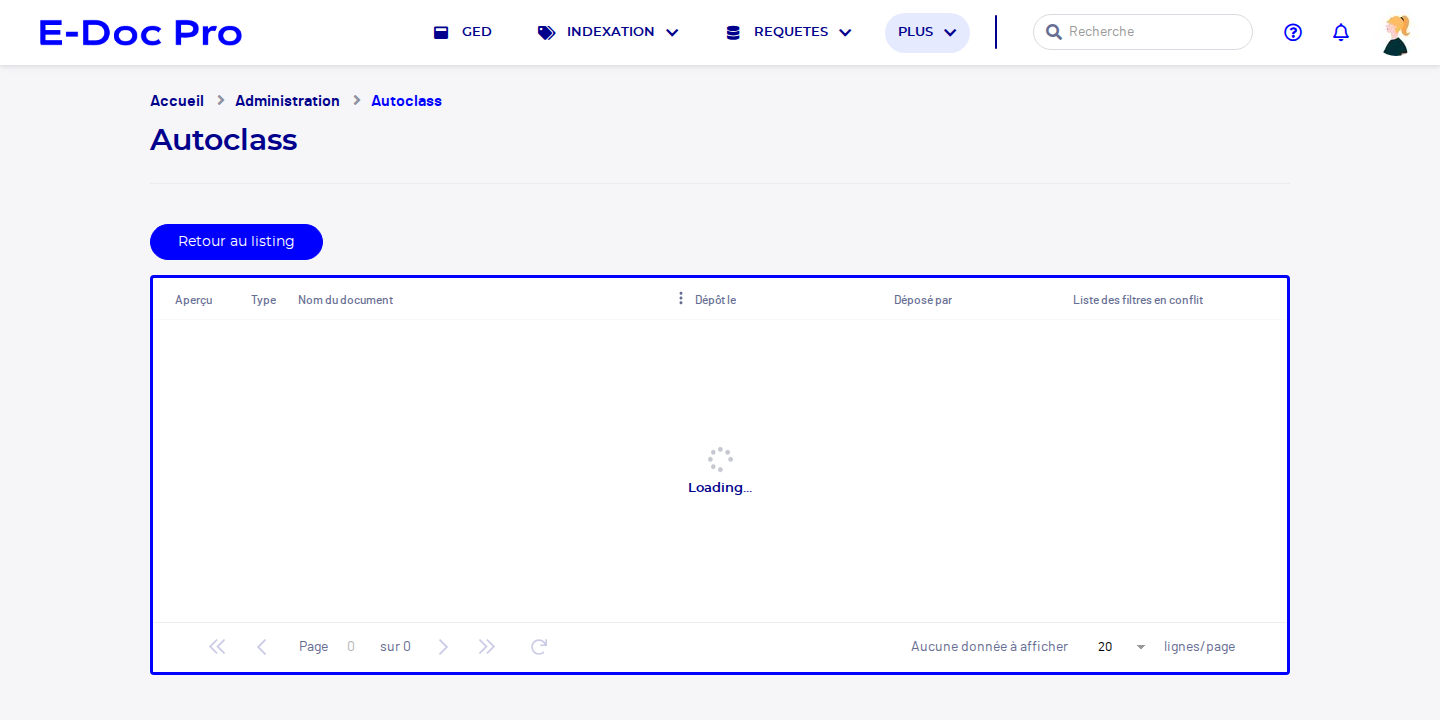 E-Doc Pro GED INDEXATION REQUETES PLUS Recherche
Accueil Administration Autoclass
Autoclass
Retour au listing
Aperçu Type Nom du document Dépôt le Déposé par Liste des filtres en conflit
Loading...
Page 0 sur 0 Aucune donnée à afficher 20 lignes/page